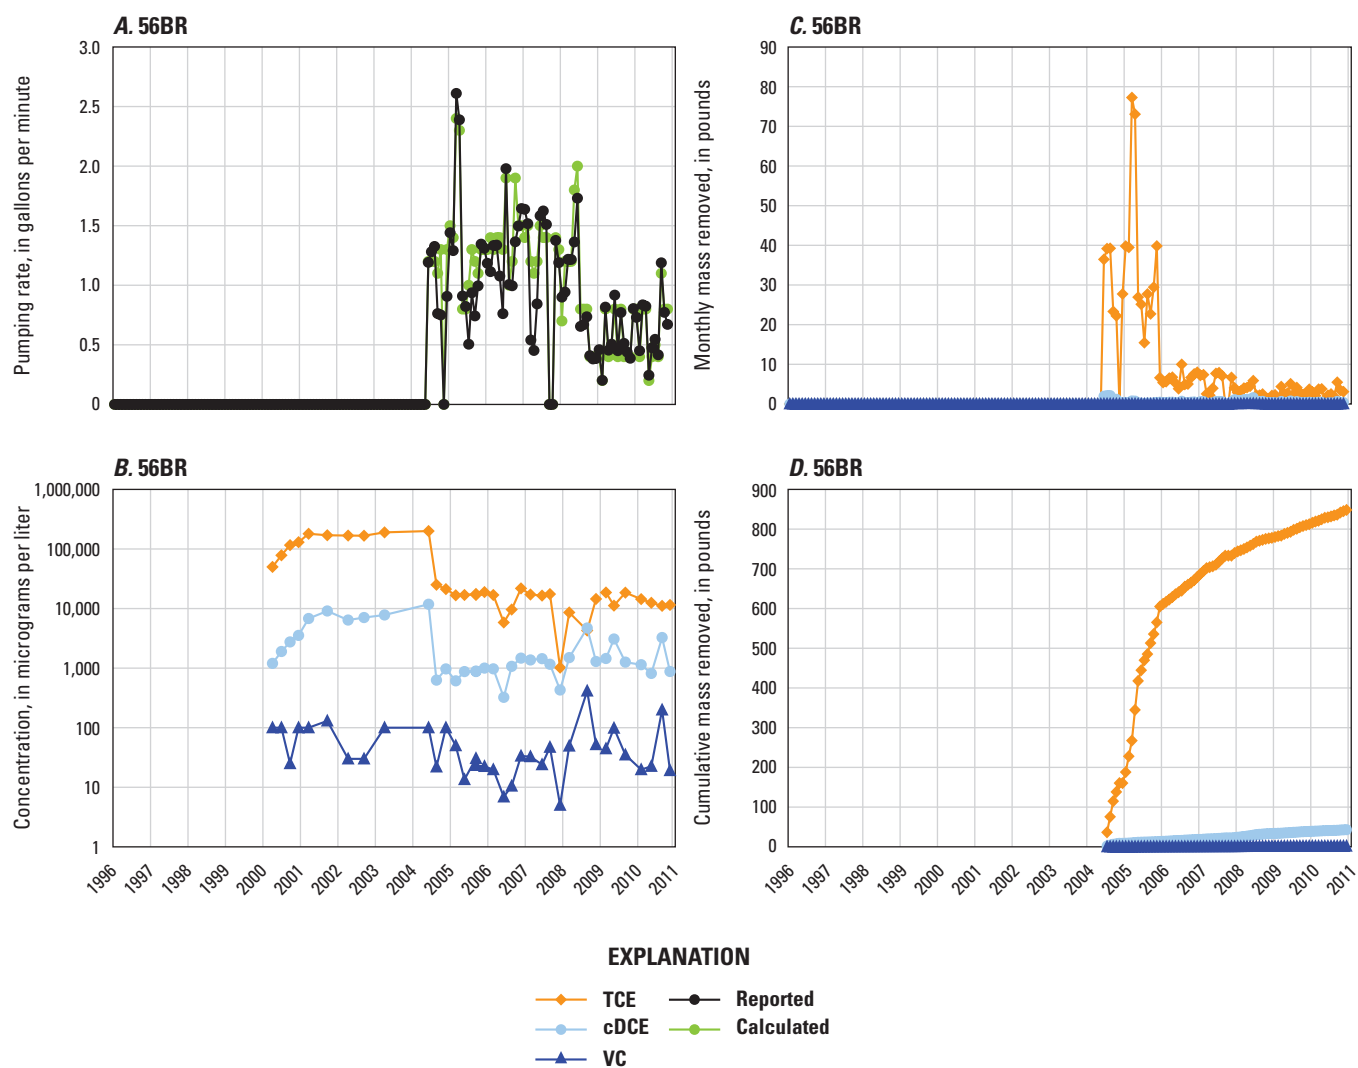 A. 56BR
Pumping rate, in gallons per minute
3.0
2.5
2.0
1.5
1.0
0.5
0
C. 56BR
Monthly mass removed, in pounds
90
80
70
60
50
40
30
20
10
0
B. 56BR
Concentration, in micrograms per liter
1,000,000
100,000
10,000
1,000
100
10
1
1996 1997 1998 1999 2000 2001 2002 2003 2004 2005 2006 2007 2008 2009 2010 2011
D. 56BR
Cumulative mass removed, in pounds
900
800
700
600
500
400
300
200
100
0
1996 1997 1998 1999 2000 2001 2002 2003 2004 2005 2006 2007 2008 2009 2010 2011
EXPLANATION
TCE Reported
cDCE Calculated
VC